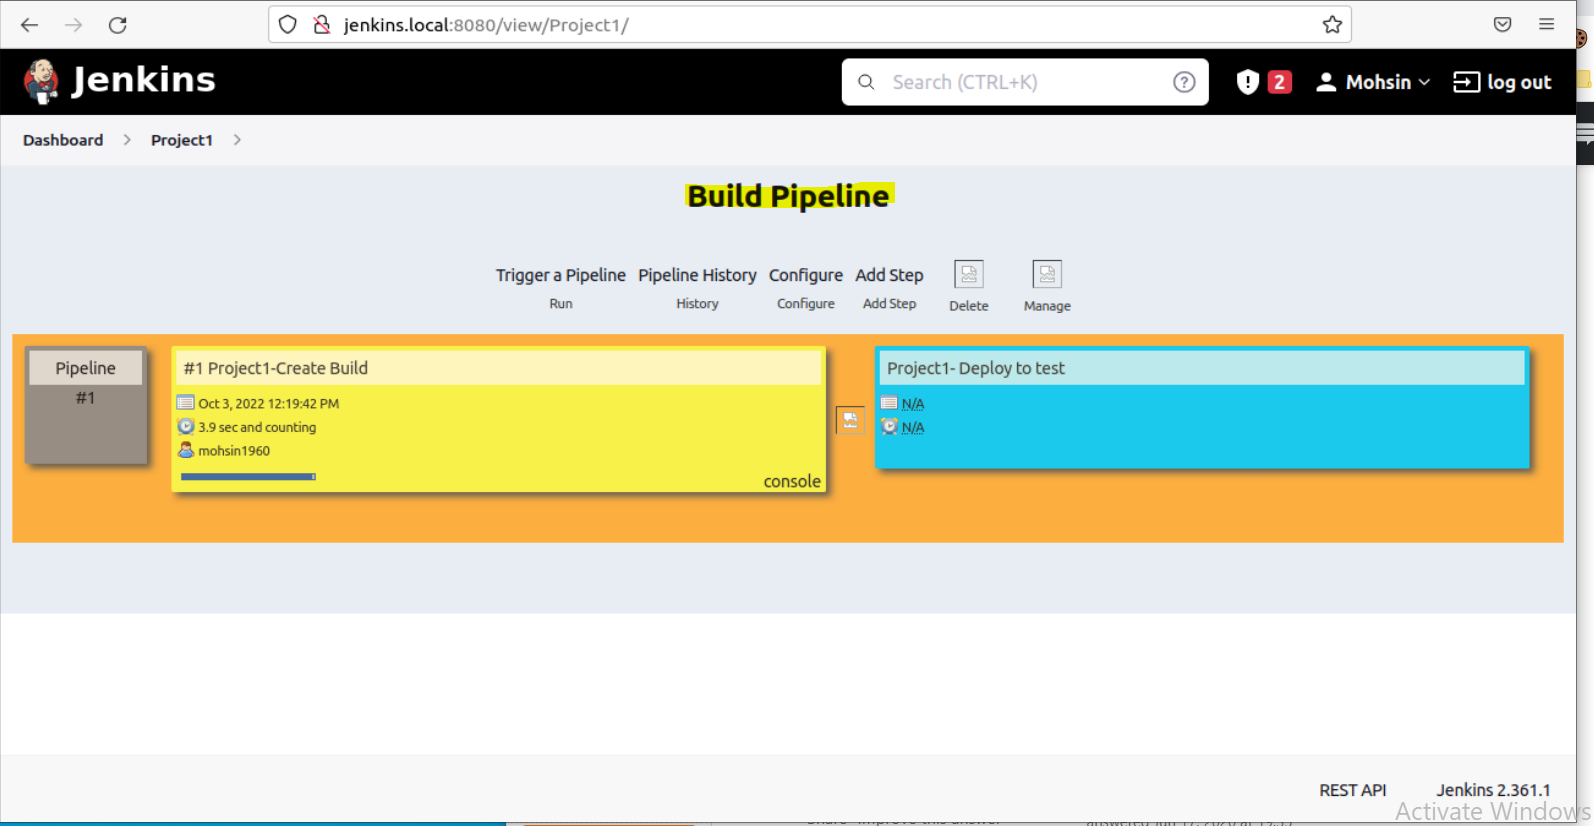 jenkins.local:8080/view/Project1/
Jenkins
Search (CTRL+K)
2
Mohsin
log out
Dashboard
Project1
Build Pipeline
Trigger a Pipeline Pipeline History Configure Add Step
Run History Configure Add Step Delete Manage
Pipeline
#1
#1 Project1-Create Build
Oct 3, 2022 12:19:42 PM
3.9 sec and counting
mohsin1960
console
Project1- Deploy to test
N/A
N/A
REST API
Jenkins 2.361.1
Activate Windows